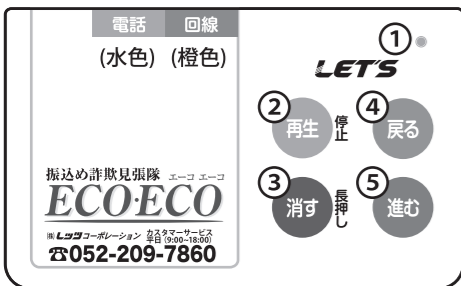 電話 回線
(水色) (橙色)
振込め詐欺見張隊 エーコ エーコ
ECO・ECO
㈱レッツコーポレーション カスタマーサービス 平日(9:00~18:00)
☎052-209-7860
①
LET'S
② 再生 停止 ④ 戻る
③ 消す 長押し ⑤ 進む